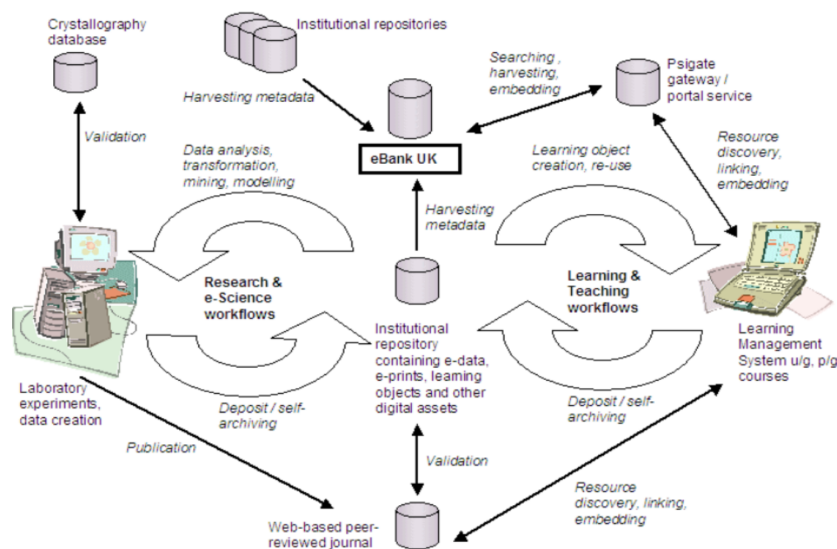 Crystallography
database
Institutional repositories
Searching ,
harvesting,
embedding
Psigate
gateway /
portal service
Harvesting metadata
Validation
Data analysis,
transformation,
mining, modelling
eBank UK
Learning object
creation, re-use
Resource
discovery,
linking,
embedding
Harvesting
metadata
Research &
e-Science
workflows
Learning &
Teaching
workflows
Institutional
repository
containing e-data,
e-prints, learning
objects and other
digital assets
Learning
Management
System u/g, p/g
courses
Laboratory
experiments,
data creation
Deposit / self-
archiving
Deposit / self-
archiving
Publication
Validation
Resource
discovery, linking,
embedding
Web-based peer-
reviewed journal